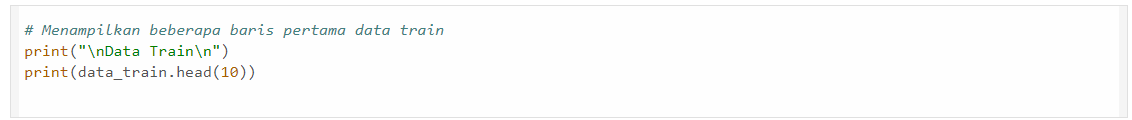 # Menampilkan beberapa baris pertama data train
print("\nData Train\n")
print(data_train.head(10))